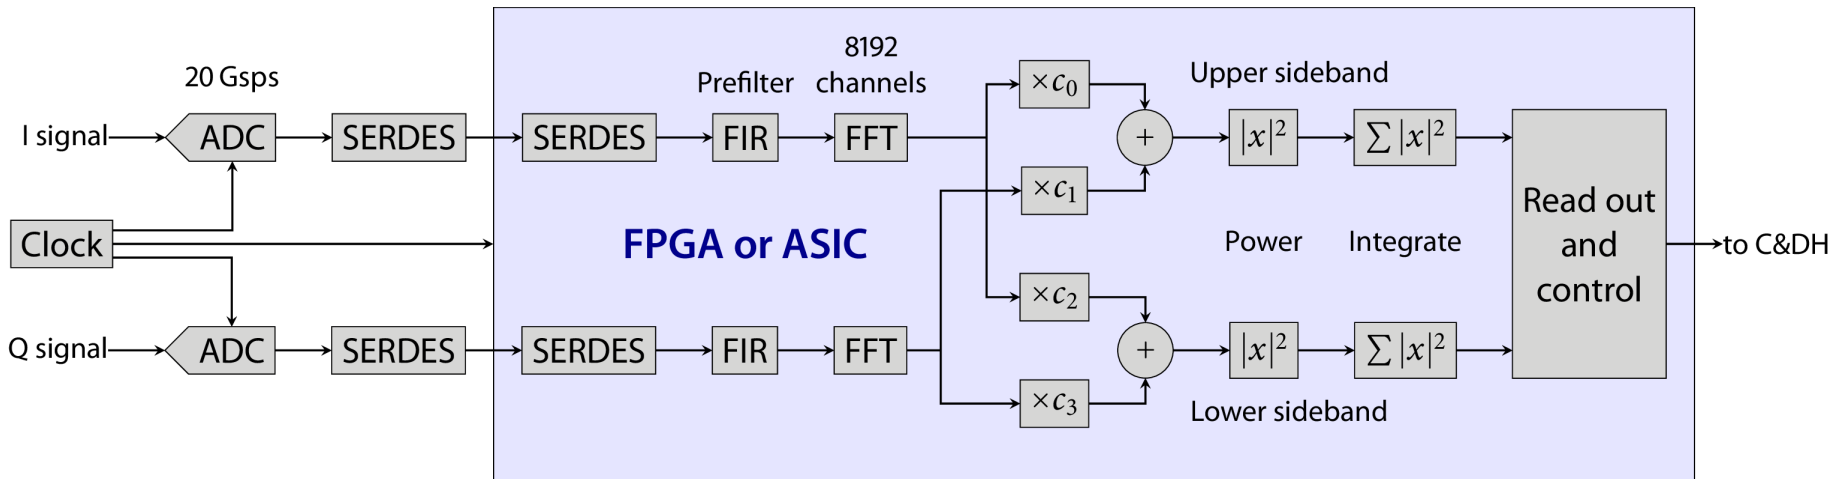 8192
20 Gsps
Prefilter channels
×c₀
Upper sideband
I signal ADC SERDES SERDES FIR FFT + |x|² ∑|x|²
×c₁
Read out
Clock FPGA or ASIC Power Integrate and to C&DH
control
×c₂
Q signal ADC SERDES SERDES FIR FFT + |x|² ∑|x|²
×c₃
Lower sideband